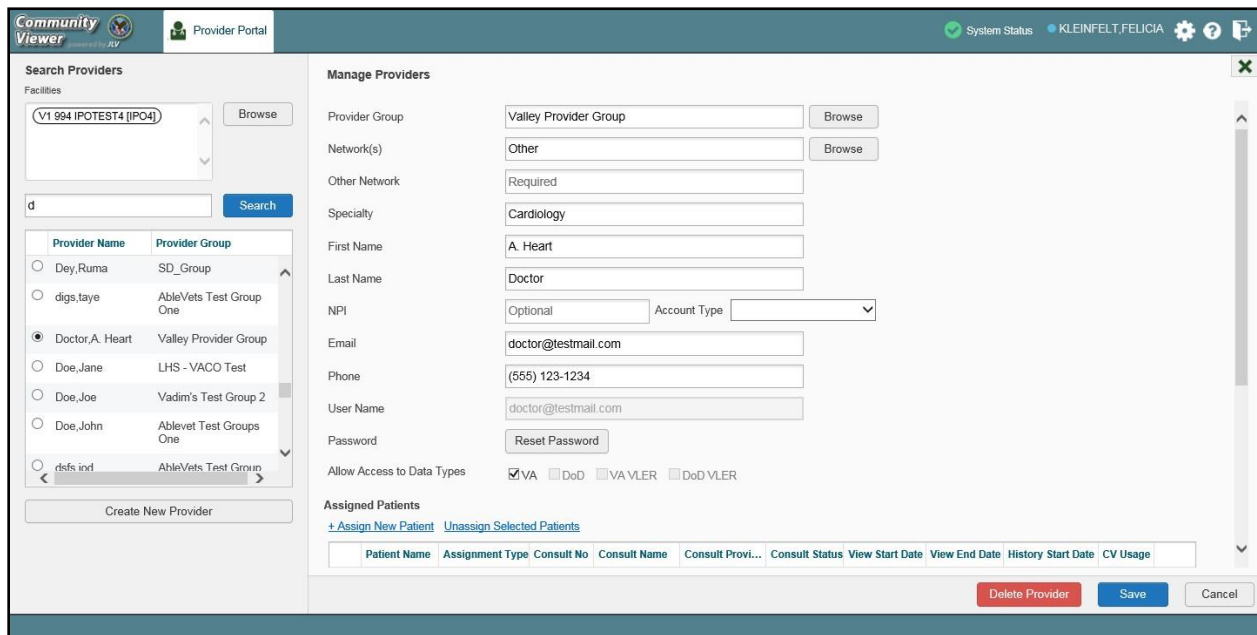 Community Viewer powered by JLV
Provider Portal
System Status
KLEINFELT,FELICIA
Search Providers
Facilities
V1 994 IPOTEST4 [IPO4]
Browse
d
Search
Provider Name Provider Group
Dey,Ruma SD_Group
digs,taye AbleVets Test Group
One
Doctor,A. Heart Valley Provider Group
Doe,Jane LHS - VACO Test
Doe,Joe Vadim's Test Group 2
Doe,John Ablevet Test Groups
One
dsfs,iod AbleVets Test Group
Create New Provider
Manage Providers
Provider Group Valley Provider Group Browse
Network(s) Other Browse
Other Network Required
Specialty Cardiology
First Name A. Heart
Last Name Doctor
NPI Optional Account Type
Email doctor@testmail.com
Phone (555) 123-1234
User Name doctor@testmail.com
Password Reset Password
Allow Access to Data Types VA DoD VA VLER DoD VLER
Assigned Patients
+ Assign New Patient Unassign Selected Patients
Patient Name Assignment Type Consult No Consult Name Consult Provi... Consult Status View Start Date View End Date History Start Date CV Usage
Delete Provider Save Cancel